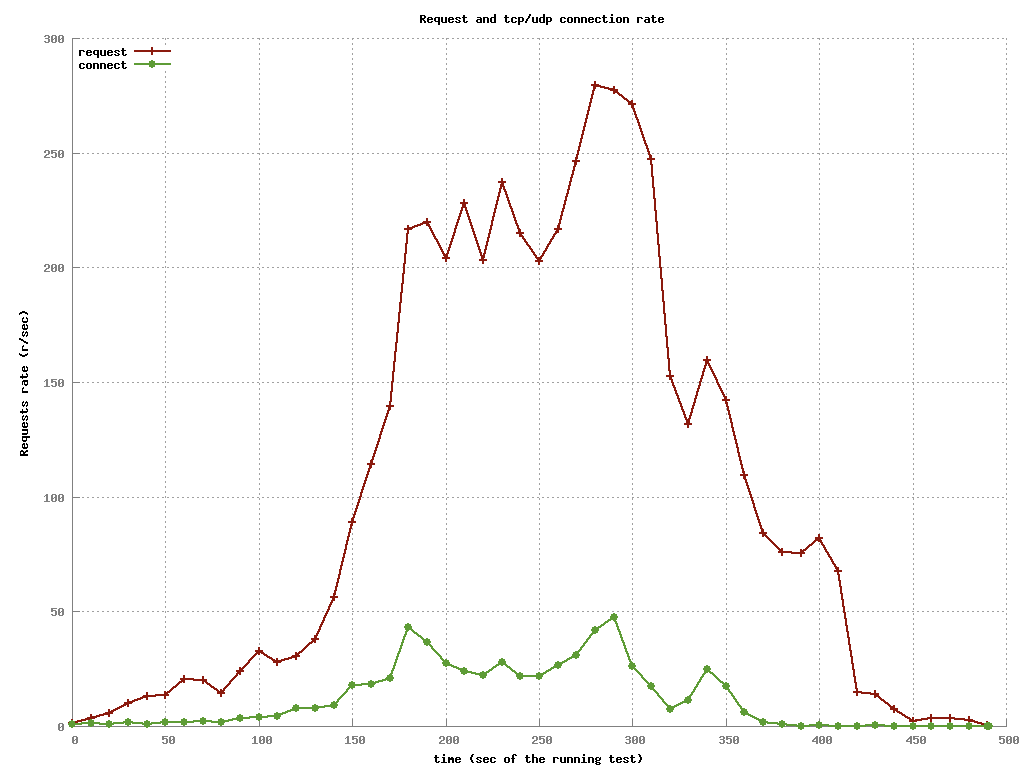 Request and tcp/udp connection rate
300
request
connect
250
200
Requests rate (r/sec)
150
100
50
0
0 50 100 150 200 250 300 350 400 450 500
time (sec of the running test)